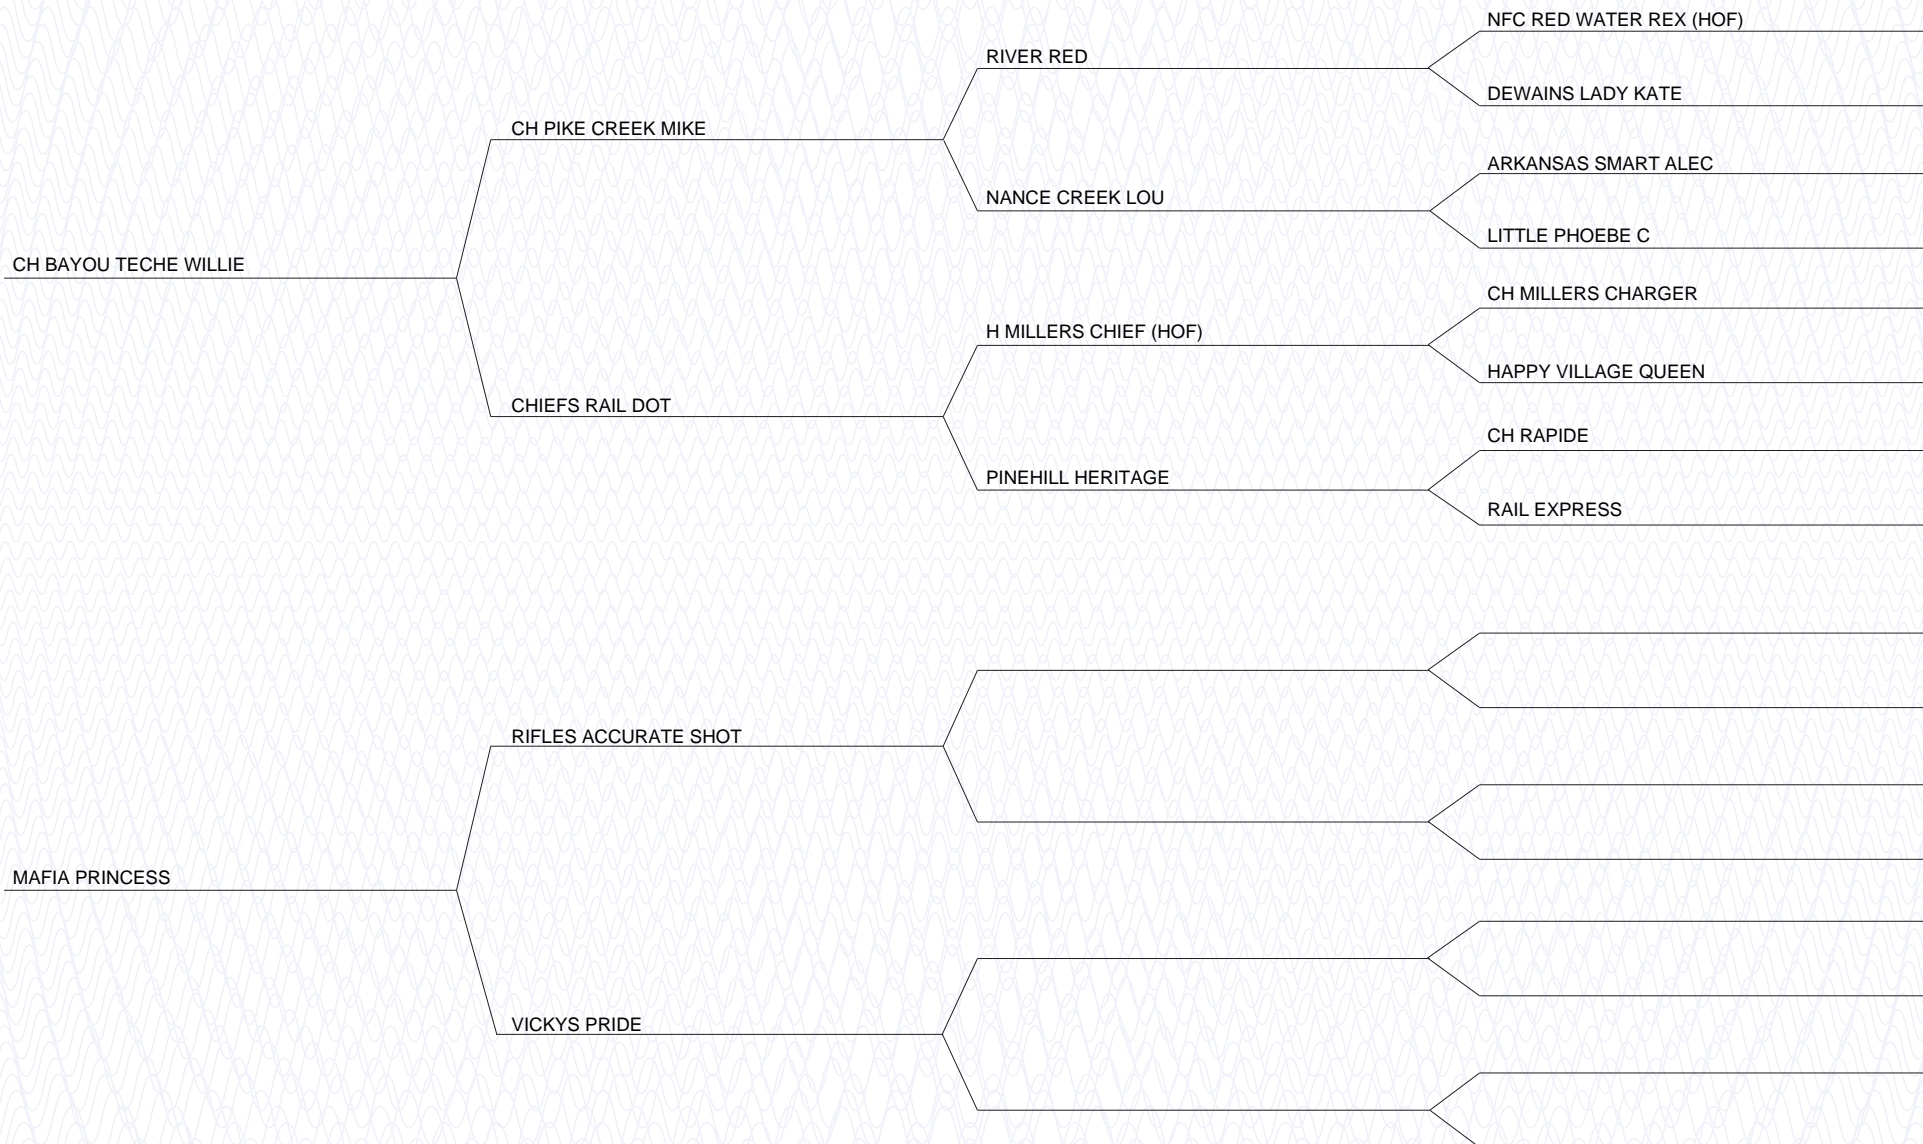 NFC RED WATER REX (HOF)
RIVER RED
DEWAINS LADY KATE
CH PIKE CREEK MIKE
ARKANSAS SMART ALEC
NANCE CREEK LOU
LITTLE PHOEBE C
CH BAYOU TECHE WILLIE
CH MILLERS CHARGER
H MILLERS CHIEF (HOF)
HAPPY VILLAGE QUEEN
CHIEFS RAIL DOT
CH RAPIDE
PINEHILL HERITAGE
RAIL EXPRESS
RIFLES ACCURATE SHOT
MAFIA PRINCESS
VICKYS PRIDE